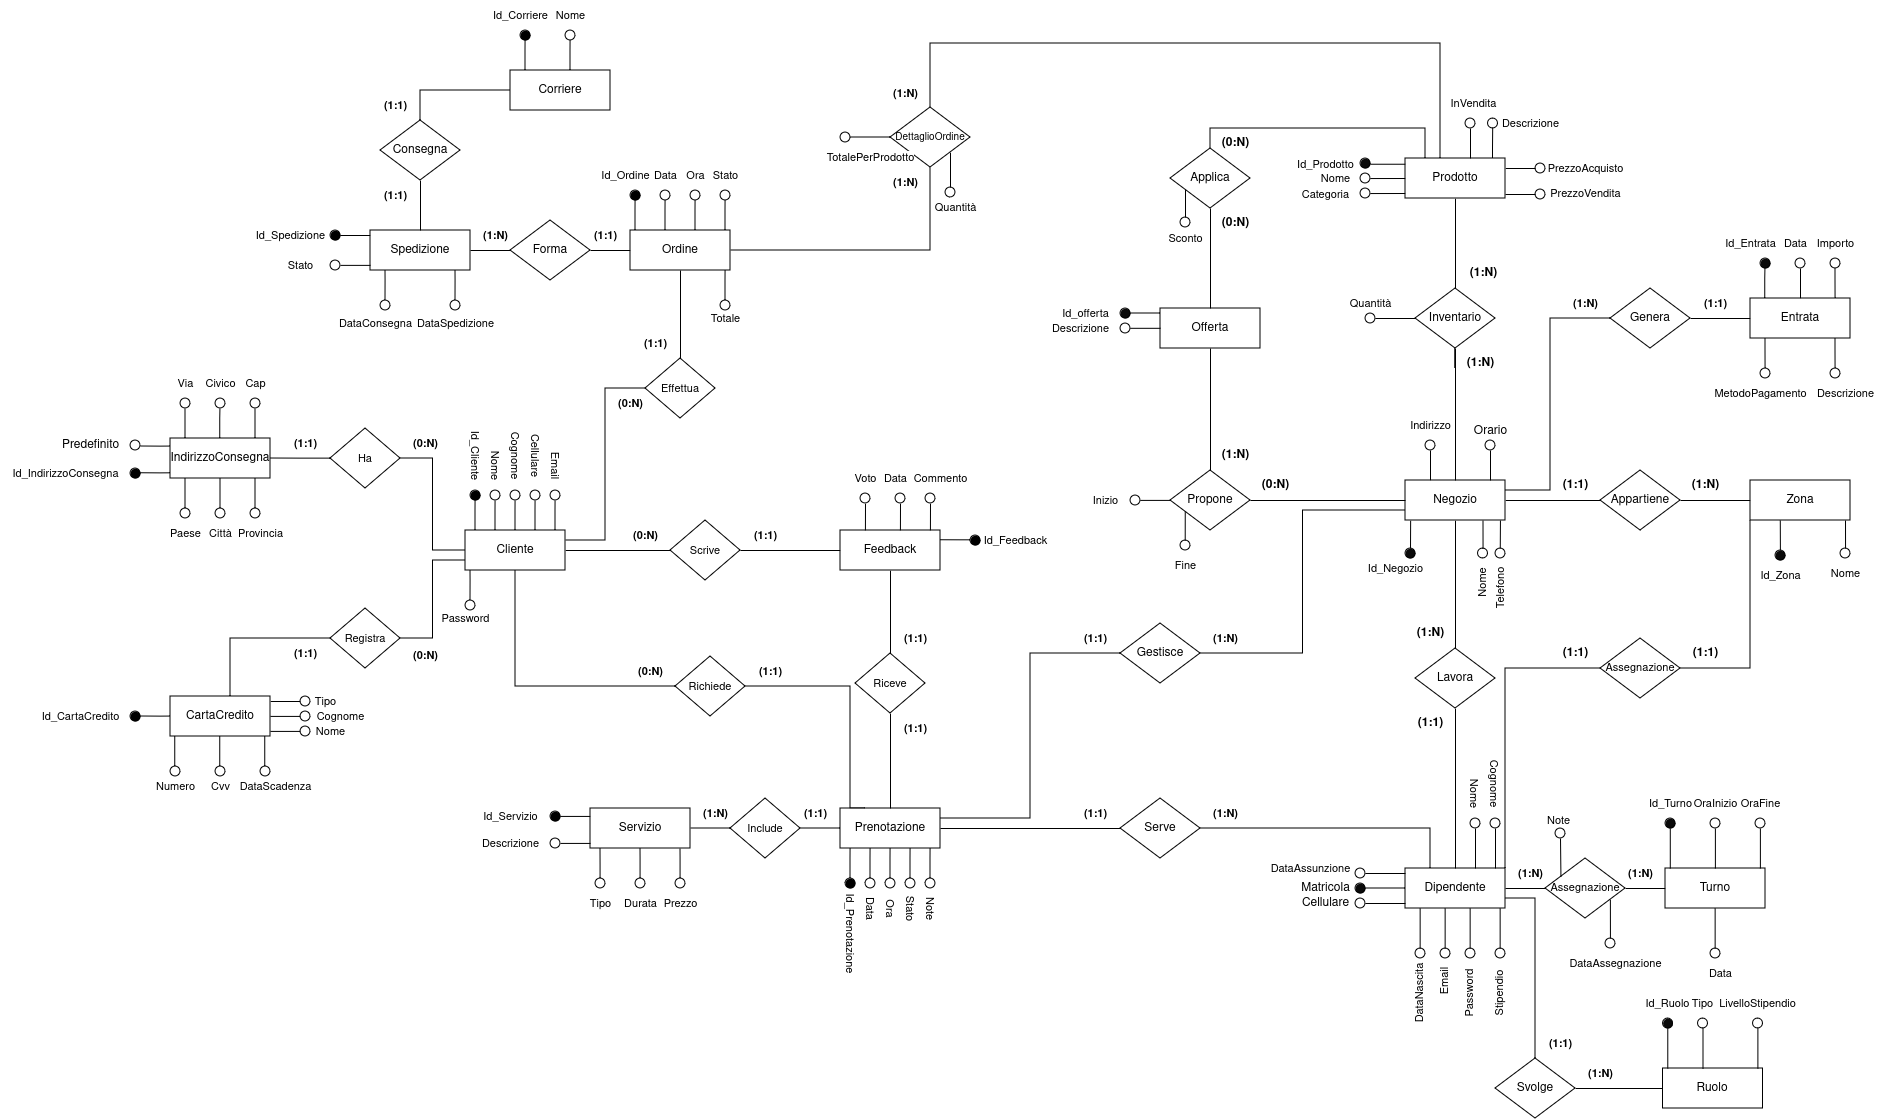 Id_Corriere
Nome
Corriere
(1:1)
Consegna
(1:1)
Id_Spedizione
Stato
Spedizione
DataConsegna
DataSpedizione
(1:N)
Forma
(1:1)
Id_Ordine
Data
Ora
Stato
Ordine
Totale
(1:N)
DettaglioOrdine
TotalePerProdotto
(1:N)
Quantità
(1:1)
Effettua
(0:N)
InVendita
Descrizione
Id_Prodotto
Nome
Categoria
Prodotto
PrezzoAcquisto
PrezzoVendita
(0:N)
Applica
Sconto
(0:N)
Id_offerta
Descrizione
Offerta
(1:N)
Quantità
Inventario
(1:N)
Id_Entrata
Data
Importo
(1:N)
Genera
(1:1)
Entrata
MetodoPagamento
Descrizione
Via
Civico
Cap
Predefinito
Id_IndirizzoConsegna
IndirizzoConsegna
Paese
Città
Provincia
(1:1)
Ha
(0:N)
Id_Cliente
Nome
Cognome
Cellulare
Email
Cliente
Password
(0:N)
Scrive
(1:1)
Voto
Data
Commento
Feedback
Id_Feedback
(1:N)
Inizio
Propone
(0:N)
Fine
Indirizzo
Orario
Negozio
Id_Negozio
Nome
Telefono
(1:1)
Appartiene
(1:N)
Zona
Id_Zona
Nome
Registra
(1:1)
(0:N)
Id_CartaCredito
CartaCredito
Tipo
Cognome
Nome
Numero
Cvv
DataScadenza
(0:N)
Richiede
(1:1)
(1:1)
Riceve
(1:1)
(1:1)
Gestisce
(1:N)
(1:N)
Lavora
(1:1)
(1:1)
Assegnazione
(1:1)
Id_Servizio
Descrizione
Servizio
Tipo
Durata
Prezzo
(1:N)
Include
(1:1)
Prenotazione
Id_Prenotazione
Data
Ora
Stato
Note
(1:1)
Serve
(1:N)
Nome
Cognome
DataAssunzione
Matricola
Cellulare
Dipendente
DataNascita
Email
Password
Stipendio
Note
(1:N)
Assegnazione
(1:N)
DataAssegnazione
Id_Turno
OraInizio
OraFine
Turno
Data
(1:1)
Svolge
(1:N)
Id_Ruolo
Tipo
LivelloStipendio
Ruolo